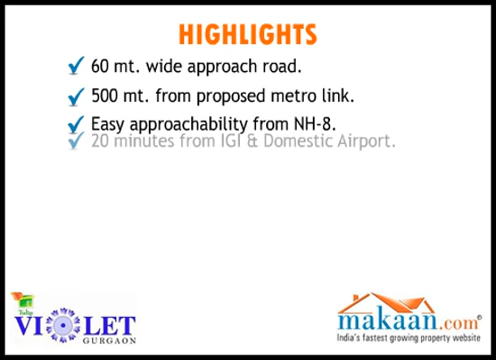 HIGHLIGHTS
60 mt. wide approach road.
500 mt. from proposed metro link.
Easy approachability from NH-8.
20 minutes from IGI & Domestic Airport.
Tulip
VIOLET
GURGAON
makaan.com
India's fastest growing property website